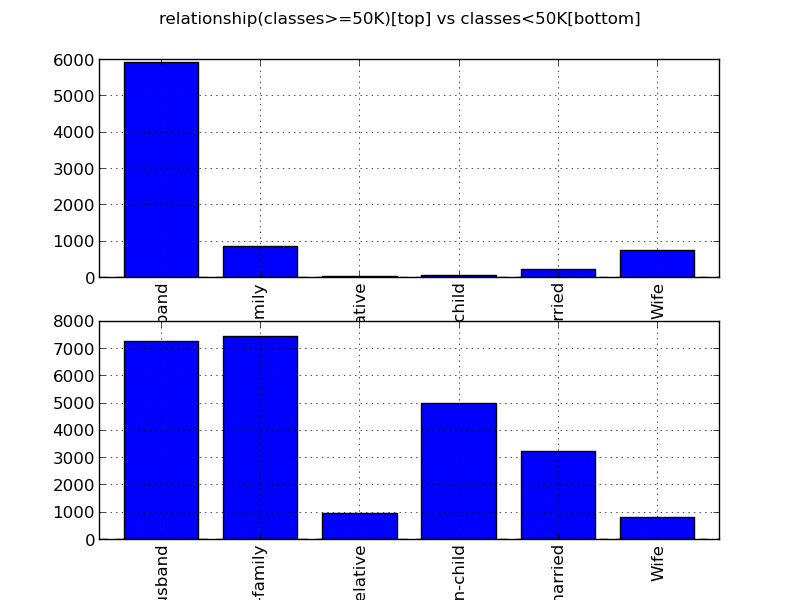 relationship(classes>=50K)[top] vs classes<50K[bottom]
6000
5000
4000
3000
2000
1000
0
band
mily
ative
child
rried
Wife
8000
7000
6000
5000
4000
3000
2000
1000
0
usband
-family
elative
n-child
narried
Wife